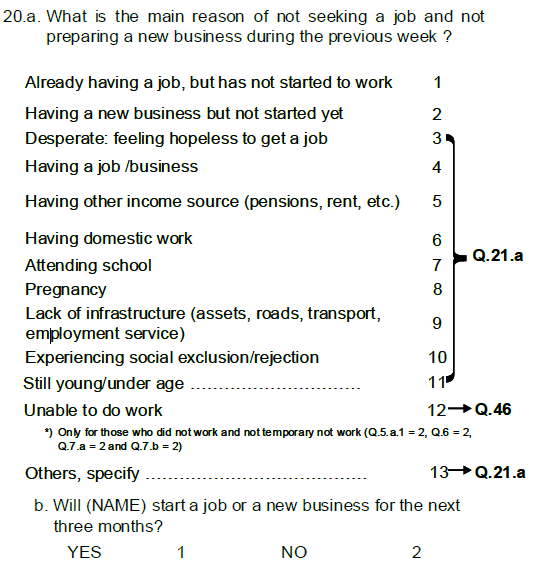 20.a. What is the main reason of not seeking a job and not
preparing a new business during the previous week ?
Already having a job, but has not started to work 1
Having a new business but not started yet 2
Desperate: feeling hopeless to get a job 3
Having a job /business 4
Having other income source (pensions, rent, etc.) 5
Having domestic work 6
Q.21.a
Attending school 7
Pregnancy 8
Lack of infrastructure (assets, roads, transport,
employment service) 9
Experiencing social exclusion/rejection 10
Still young/under age .............................. 11
Unable to do work 12→Q.46
*) Only for those who did not work and not temporary not work (Q.5.a.1 = 2, Q.6 = 2,
Q.7.a = 2 and Q.7.b = 2)
Others, specify ....................................... 13→Q.21.a
b. Will (NAME) start a job or a new business for the next
three months?
YES 1 NO 2